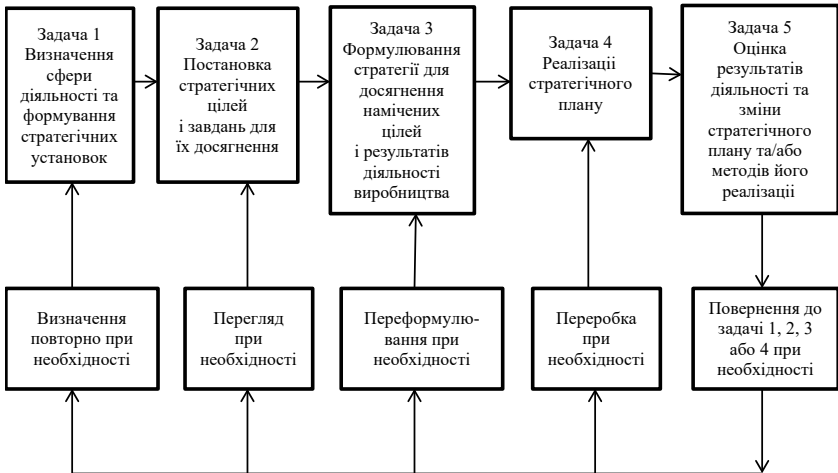 Задача 1
Визначення
сфери
діяльності та
формування
стратегічних
установок
Задача 2
Постановка
стратегічних
цілей
і завдань для
їх досягнення
Задача 3
Формулювання
стратегії для
досягнення
намічених цілей
і результатів
діяльності
виробництва
Задача 4
Реалізації
стратегічного
плану
Задача 5
Оцінка
результатів
діяльності та
зміни
стратегічного
плану та/або
методів його
реалізації
Визначення
повторно при
необхідності
Перегляд
при
необхідності
Переформулю-
вання при
необхідності
Переробка
при
необхідності
Повернення до
задачі 1, 2, 3
або 4 при
необхідності